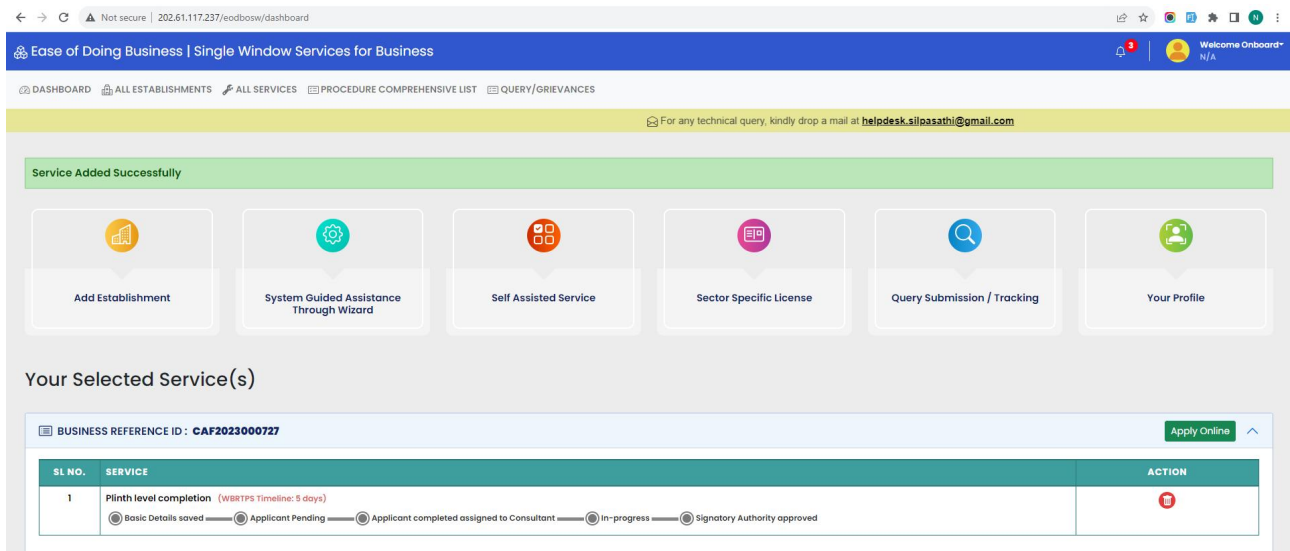 Not secure | 202.61.117.237/eodbosw/dashboard
N
Ease of Doing Business | Single Window Services for Business
3
Welcome Onboard
N/A
DASHBOARD ALL ESTABLISHMENTS ALL SERVICES PROCEDURE COMPREHENSIVE LIST QUERY/GRIEVANCES
For any technical query, kindly drop a mail at helpdesk.silpasathi@gmail.com
Service Added Successfully
Add Establishment
System Guided Assistance
Through Wizard
Self Assisted Service
Sector Specific License
Query Submission / Tracking
Your Profile
Your Selected Service(s)
BUSINESS REFERENCE ID : CAF2023000727
Apply Online
SL NO. SERVICE ACTION
1 Plinth level completion (WBRTPS Timeline: 5 days)
Basic Details saved Applicant Pending Applicant completed assigned to Consultant In-progress Signatory Authority approved